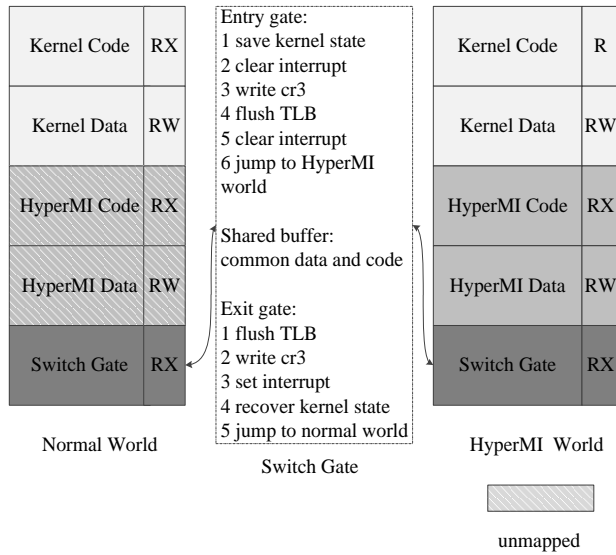 Kernel Code RX
Kernel Data RW
HyperMI Code RX
HyperMI Data RW
Switch Gate RX
Normal World
Entry gate:
1 save kernel state
2 clear interrupt
3 write cr3
4 flush TLB
5 clear interrupt
6 jump to HyperMI
world
Shared buffer:
common data and code
Exit gate:
1 flush TLB
2 write cr3
3 set interrupt
4 recover kernel state
5 jump to normal world
Switch Gate
Kernel Code R
Kernel Data RW
HyperMI Code RX
HyperMI Data RW
Switch Gate RX
HyperMI World
unmapped